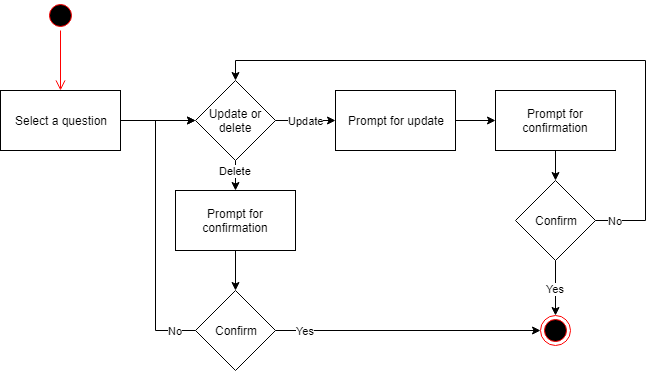 Select a question
Update or
delete
Update
Prompt for update
Prompt for
confirmation
Delete
Prompt for
confirmation
Confirm
No
Yes
Confirm
No
Yes